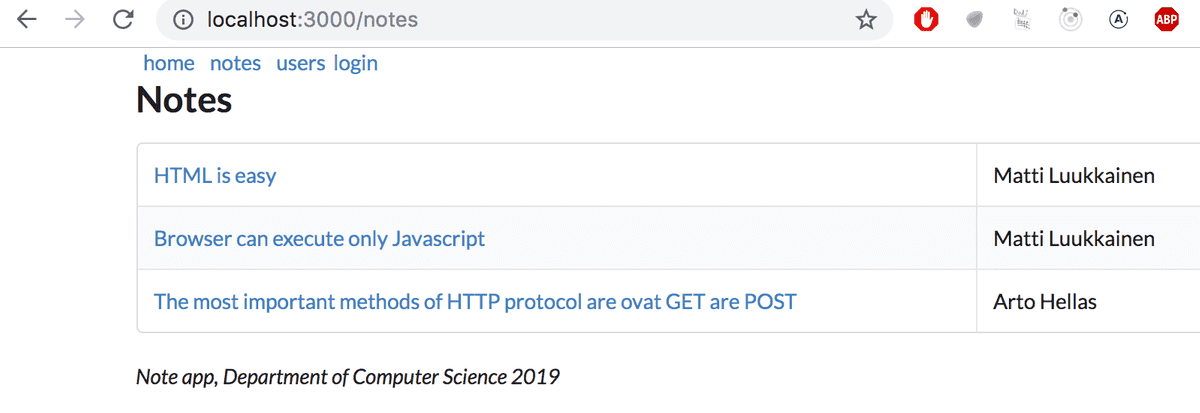 localhost:3000/notes
ABP
home notes users login
Notes
HTML is easy Matti Luukkainen
Browser can execute only Javascript Matti Luukkainen
The most important methods of HTTP protocol are ovat GET are POST Arto Hellas
Note app, Department of Computer Science 2019